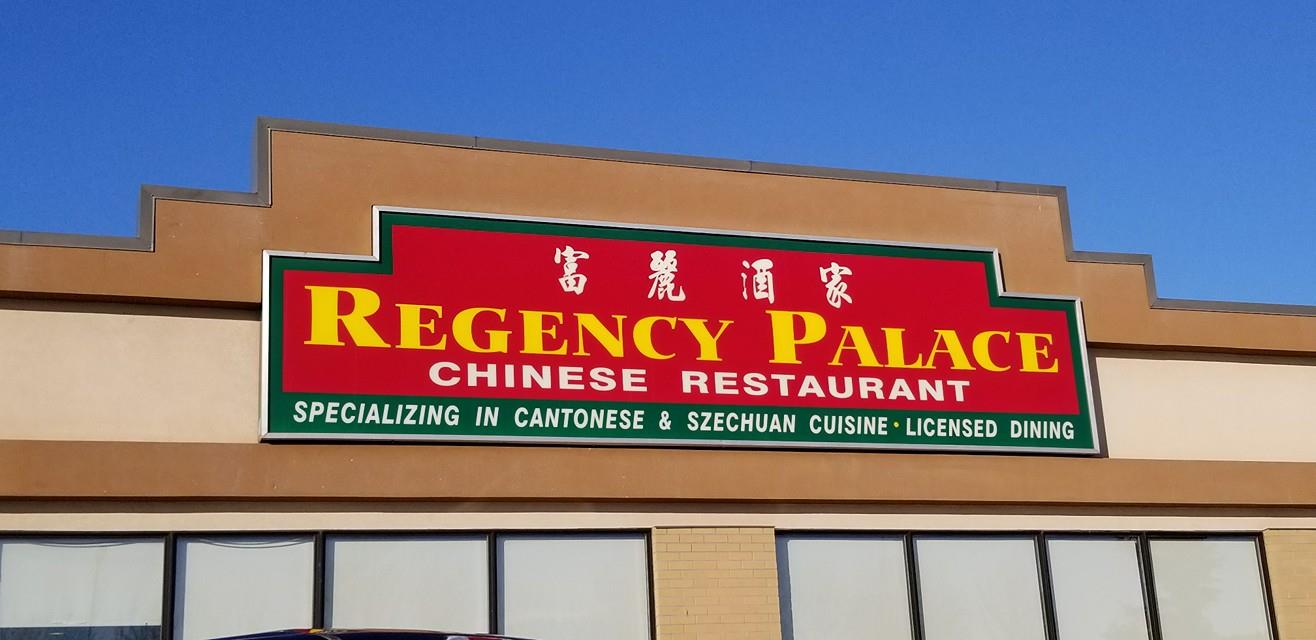 富麗酒家
REGENCY PALACE
CHINESE RESTAURANT
SPECIALIZING IN CANTONESE & SZECHUAN CUISINE · LICENSED DINING